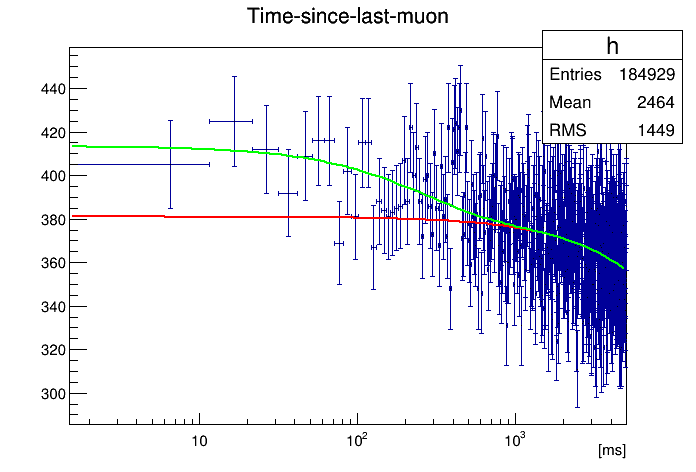 Time-since-last-muon
h
Entries 184929
Mean 2464
RMS 1449
440
420
400
380
360
340
320
300
10
10²
10³
[ms]